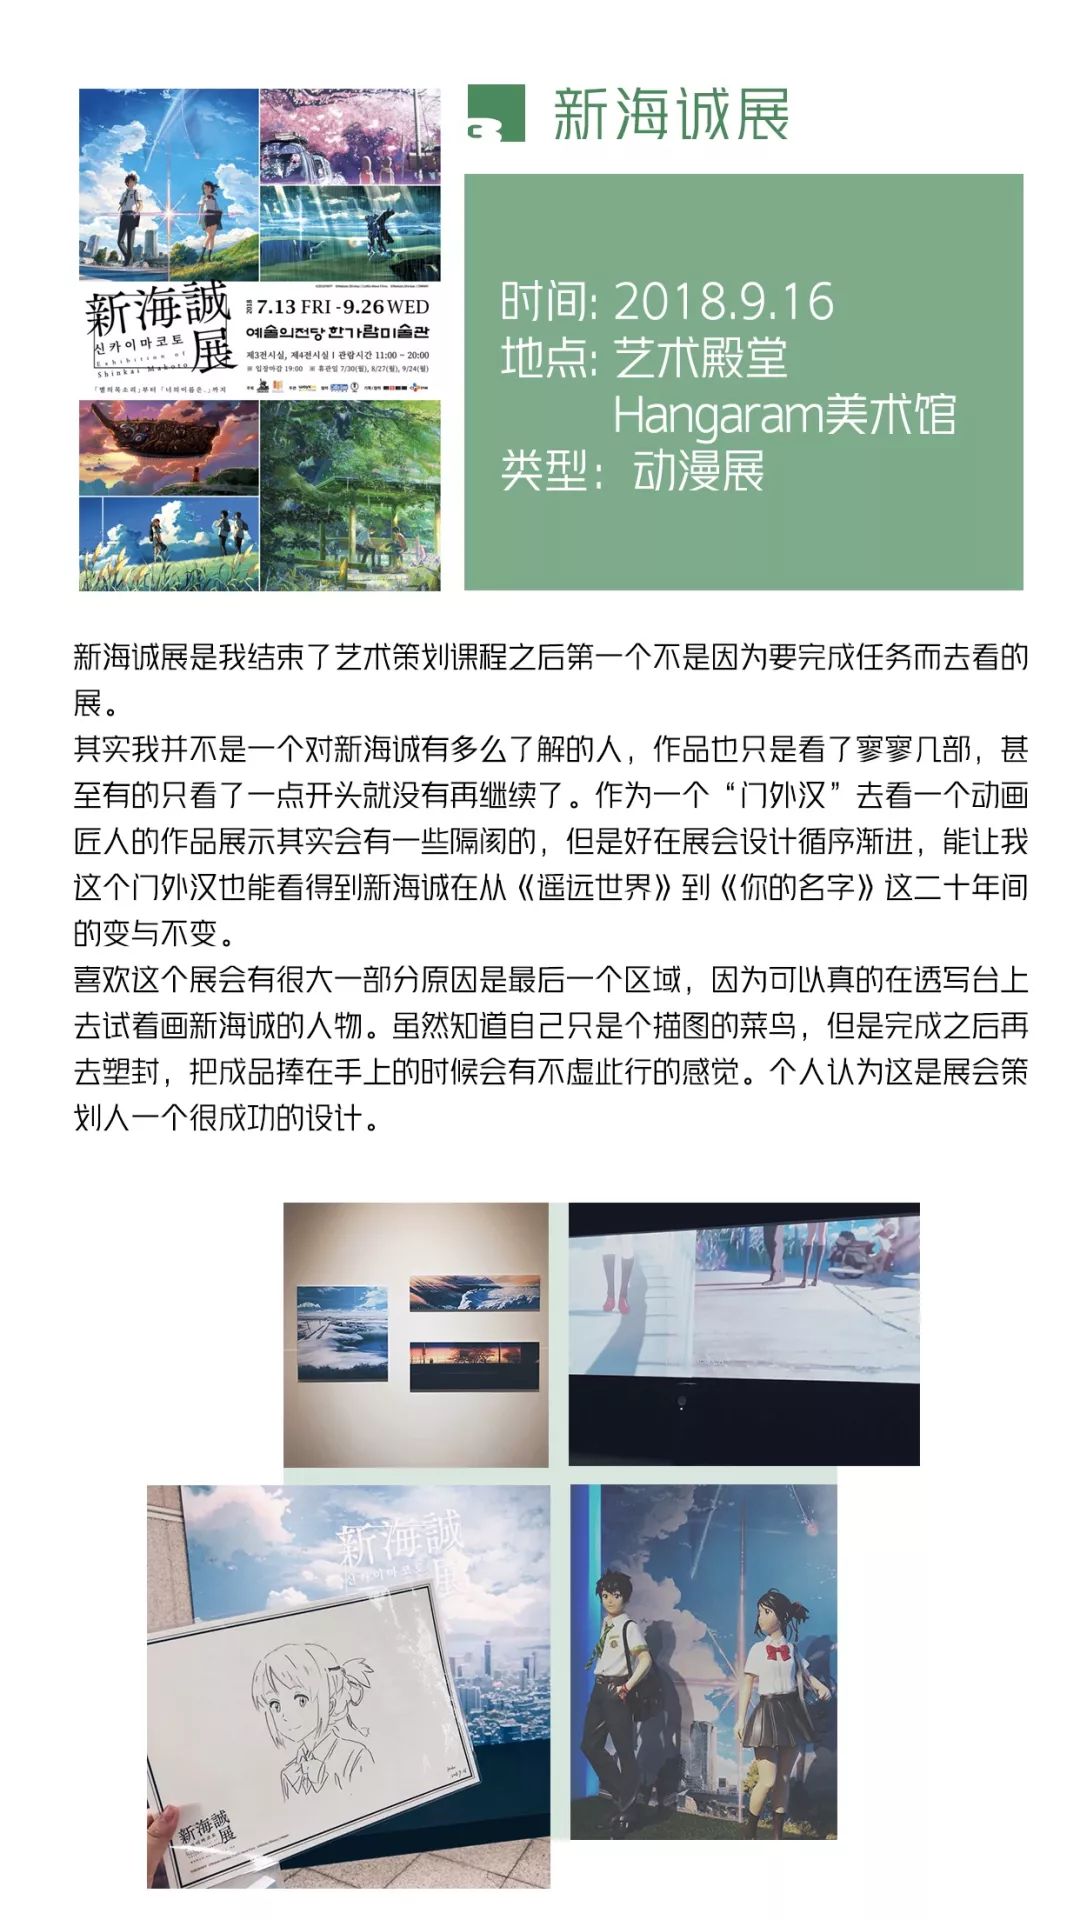 新海诚展
新海誠
展
신카이마코토
Exhibition of
Shinkai Makoto
「별의목소리」부터「너의이름은.」까지
2018 7.13 FRI - 9.26 WED
예술의전당 한가람미술관
제3전시실, 제4전시실 | 관람시간 11:00 ~ 20:00
※ 입장마감 19:00 ※ 휴관일 7/30(월), 8/27(월), 9/24(월)
时间: 2018.9.16
地点: 艺术殿堂
Hangaram美术馆
类型: 动漫展
新海诚展是我结束了艺术策划课程之后第一个不是因为要完成任务而去看的
展。
其实我并不是一个对新海诚有多么了解的人，作品也只是看了寥寥几部，甚
至有的只看了一点开头就没有再继续了。作为一个“门外汉”去看一个动画
匠人的作品展示其实会有一些隔阂的，但是好在展会设计循序渐进，能让我
这个门外汉也能看得到新海诚在从《遥远世界》到《你的名字》这二十年间
的变与不变。
喜欢这个展会有很大一部分原因是最后一个区域，因为可以真的在透写台上
去试着画新海诚的人物。虽然知道自己只是个描图的菜鸟，但是完成之后再
去塑封，把成品捧在手上的时候会有不虚此行的感觉。个人认为这是展会策
划人一个很成功的设计。
新海誠
신카이마코토
展
新海誠
展